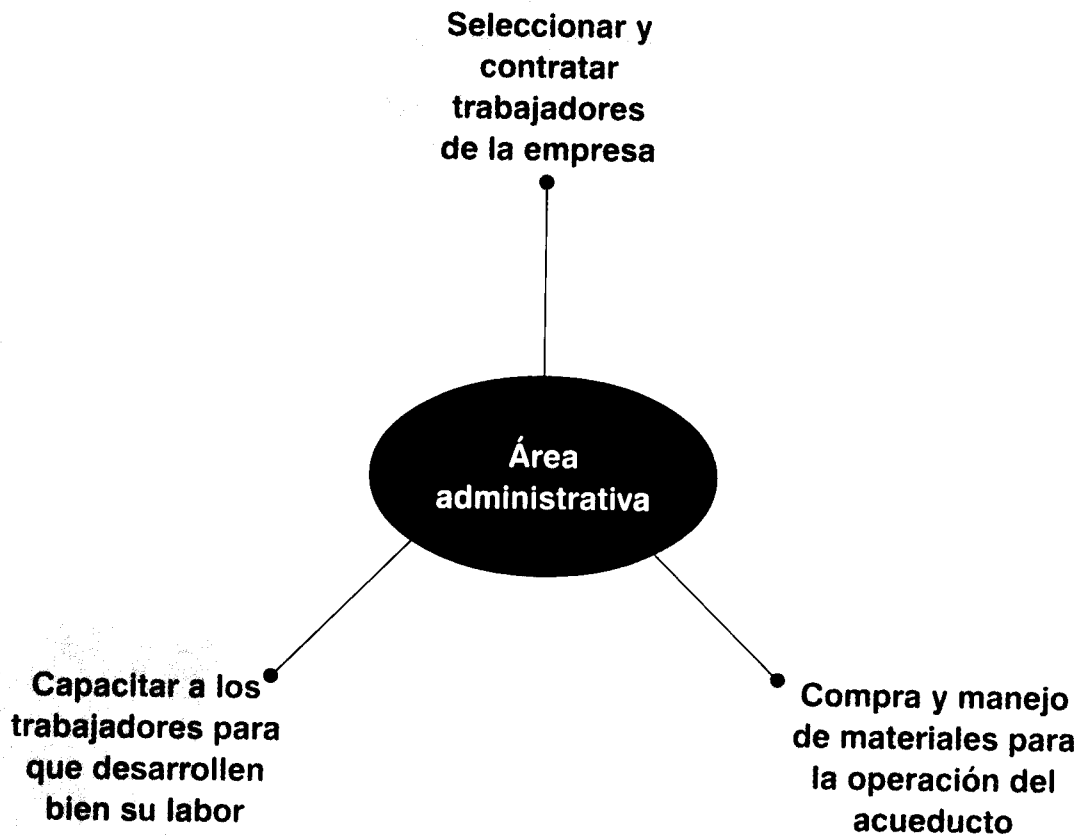 Seleccionar y
contratar
trabajadores
de la empresa
Área
administrativa
Capacitar a los
trabajadores para
que desarrollen
bien su labor
Compra y manejo
de materiales para
la operación del
acueducto